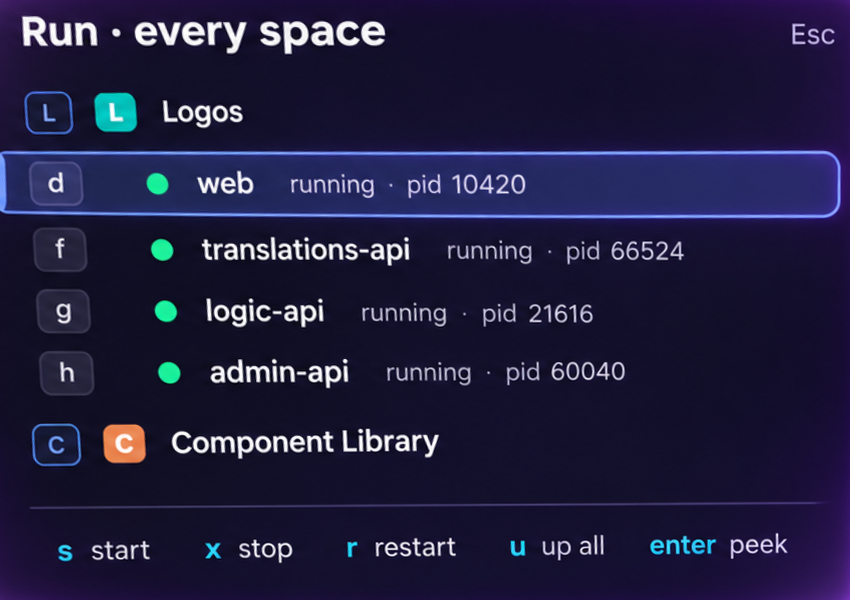 Run · every space
Esc
L L Logos
d web running · pid 10420
f translations-api running · pid 66524
g logic-api running · pid 21616
h admin-api running · pid 60040
C C Component Library
s start x stop r restart u up all enter peek